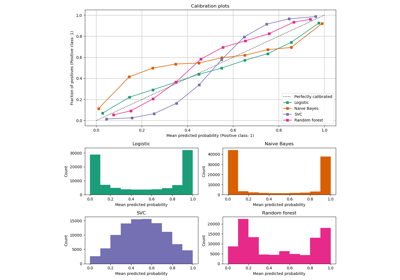 Calibration plots
1.0
0.8
0.6
0.4
0.2
0.0
Fraction of positives (Positive class: 1)
Perfectly calibrated
Logistic
Naive Bayes
SVC
Random forest
0.0 0.2 0.4 0.6 0.8 1.0
Mean predicted probability (Positive class: 1)
Logistic
Naive Bayes
30000
20000
10000
0
Count
40000
30000
20000
10000
0
Count
0.0 0.2 0.4 0.6 0.8 1.0
0.0 0.2 0.4 0.6 0.8 1.0
Mean predicted probability
Mean predicted probability
SVC
Random forest
15000
10000
5000
0
Count
20000
15000
10000
5000
0
Count
0.0 0.2 0.4 0.6 0.8 1.0
0.0 0.2 0.4 0.6 0.8 1.0
Mean predicted probability
Mean predicted probability